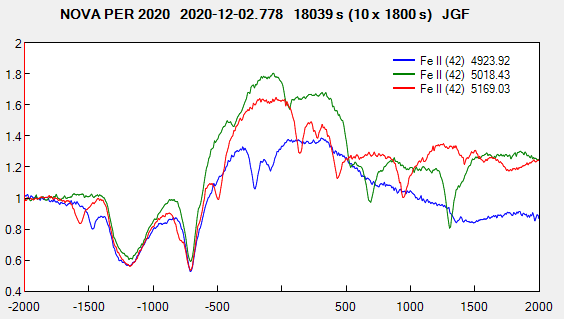 NOVA PER 2020 2020-12-02.778 18039 s (10 x 1800 s) JGF
2
Fe II (42) 4923.92
1.8
Fe II (42) 5018.43
Fe II (42) 5169.03
1.6
1.4
1.2
1
0.8
0.6
0.4
-2000 -1500 -1000 -500 500 1000 1500 2000